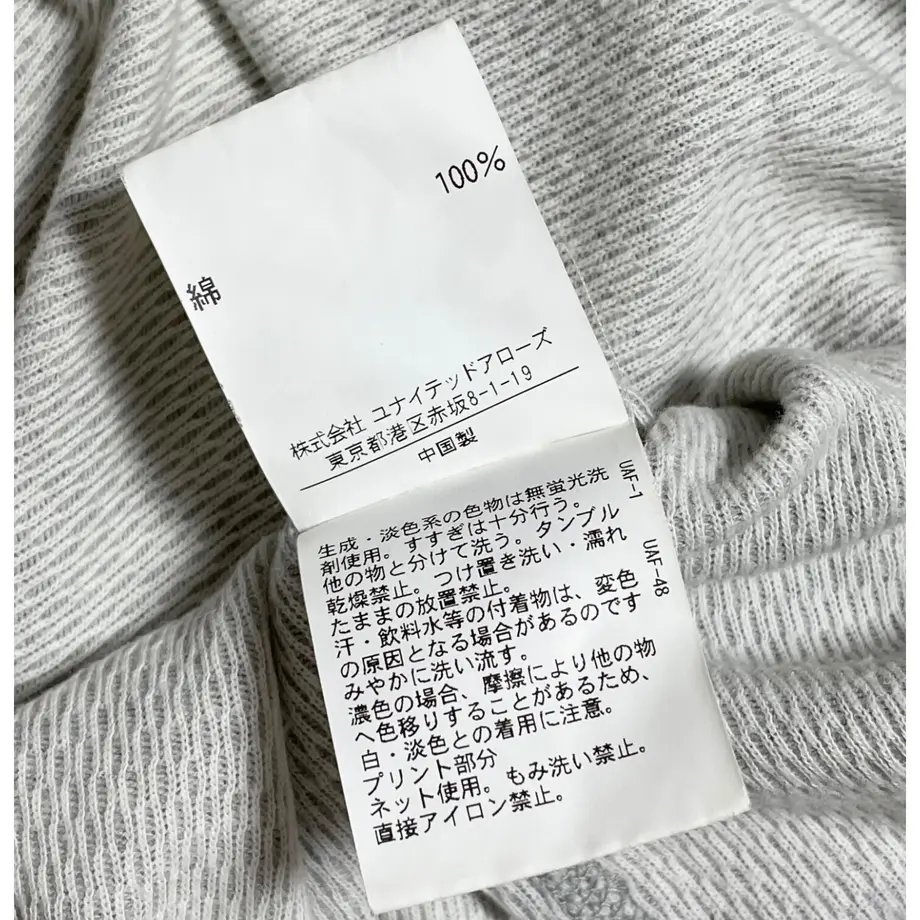 綿 100%
株式会社 ユナイテッドアローズ
東京都港区赤坂8-1-19
中国製
UAF-1
生成・淡色系の色物は無蛍光洗
剤使用。すすぎは十分行う。
他の物と分けて洗う。タンブル
乾燥禁止。つけ置き洗い・濡れ
たままの放置禁止。
UAF-48
汗・飲料水等の付着物は、変色
の原因となる場合があるのです
みやかに洗い流す。
濃色の場合、摩擦により他の物
へ色移りすることがあるため、
白・淡色との着用に注意。
プリント部分
ネット使用。もみ洗い禁止。
直接アイロン禁止。